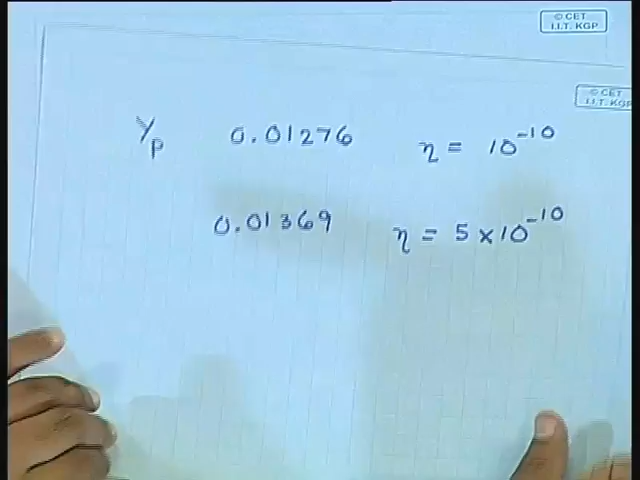 © CET
I.I.T. KGP
© CET
I.I.T. KGP
Yp 0.01276 η = 10^-10
0.01369 η = 5 × 10^-10